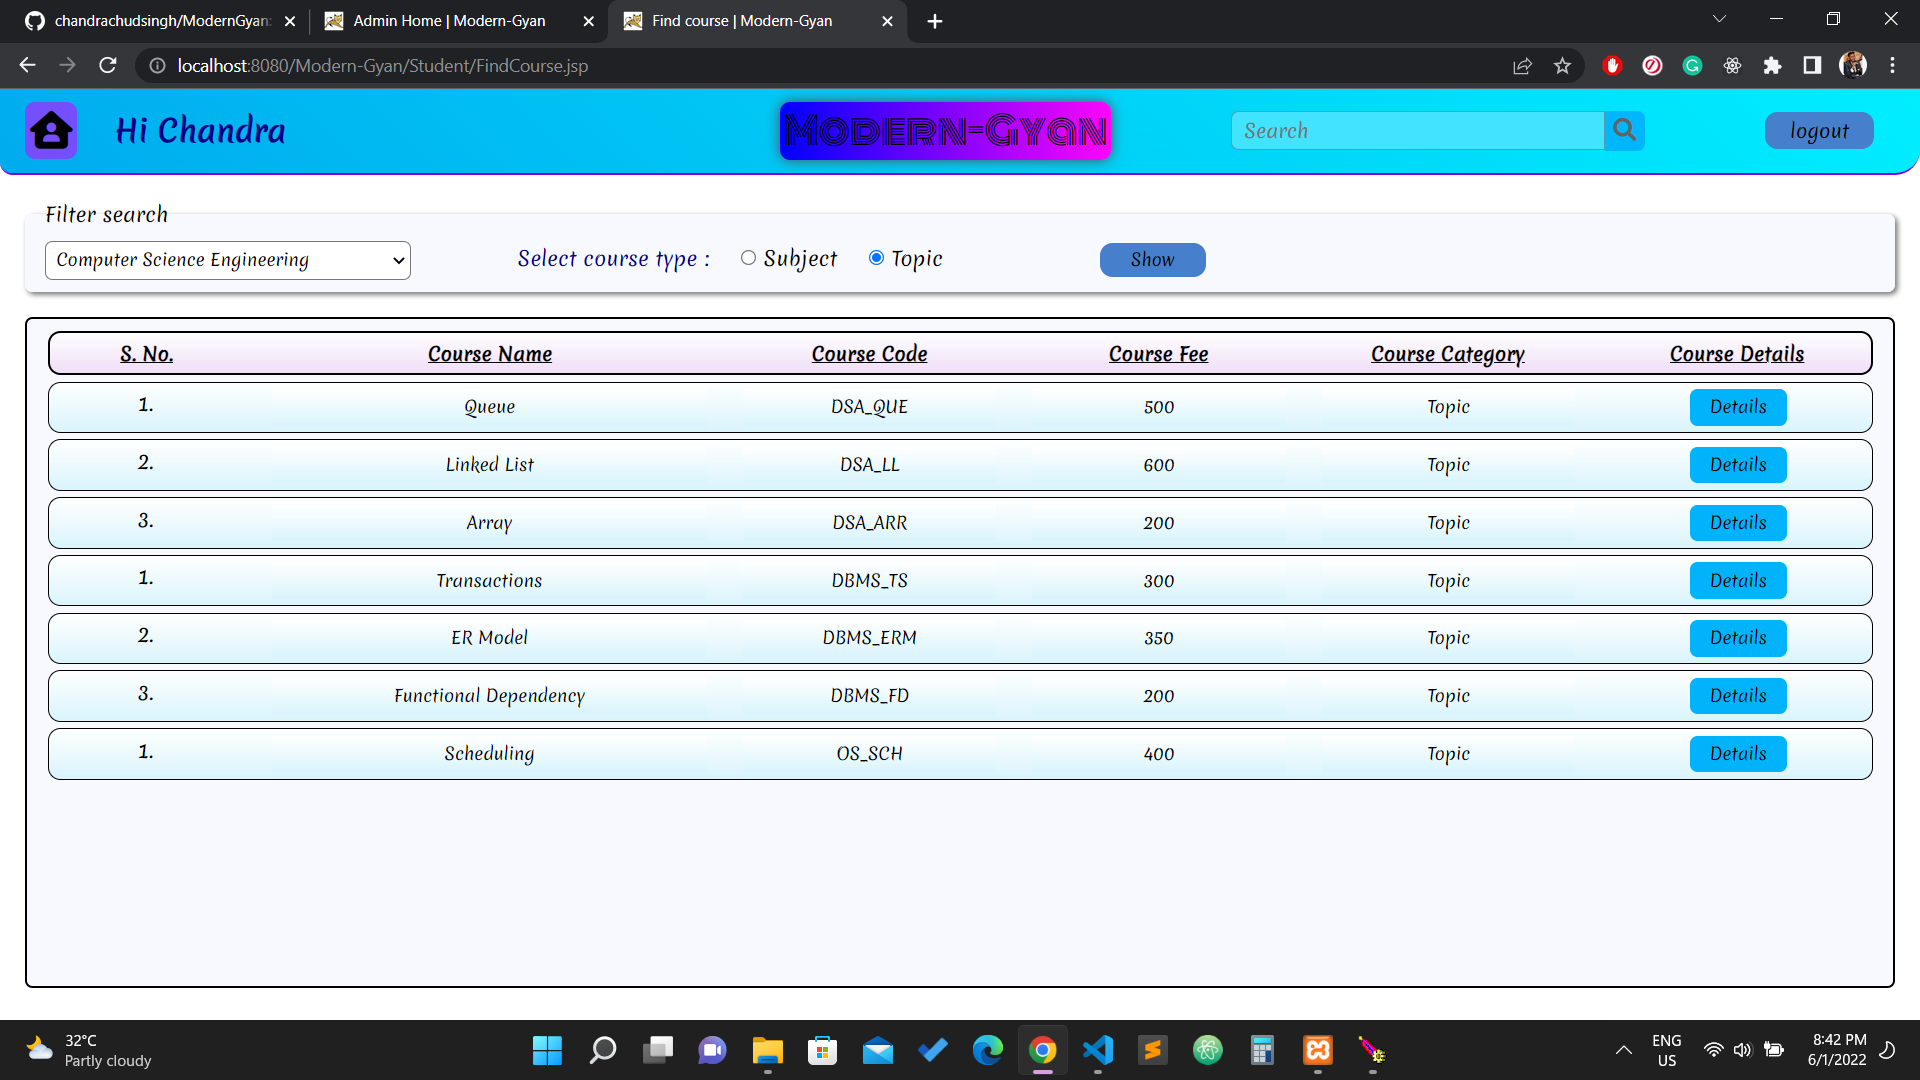 chandrachudsingh/ModernGyan: Admin Home | Modern-Gyan Find course | Modern-Gyan
localhost:8080/Modern-Gyan/Student/FindCourse.jsp
Hi Chandra Modern-Gyan Search logout
Filter search
Computer Science Engineering Select course type : Subject Topic Show
S. No. Course Name Course Code Course Fee Course Category Course Details
1. Queue DSA_QUE 500 Topic Details
2. Linked List DSA_LL 600 Topic Details
3. Array DSA_ARR 200 Topic Details
1. Transactions DBMS_TS 300 Topic Details
2. ER Model DBMS_ERM 350 Topic Details
3. Functional Dependency DBMS_FD 200 Topic Details
1. Scheduling OS_SCH 400 Topic Details
32°C ENG 8:42 PM
Partly cloudy US 6/1/2022